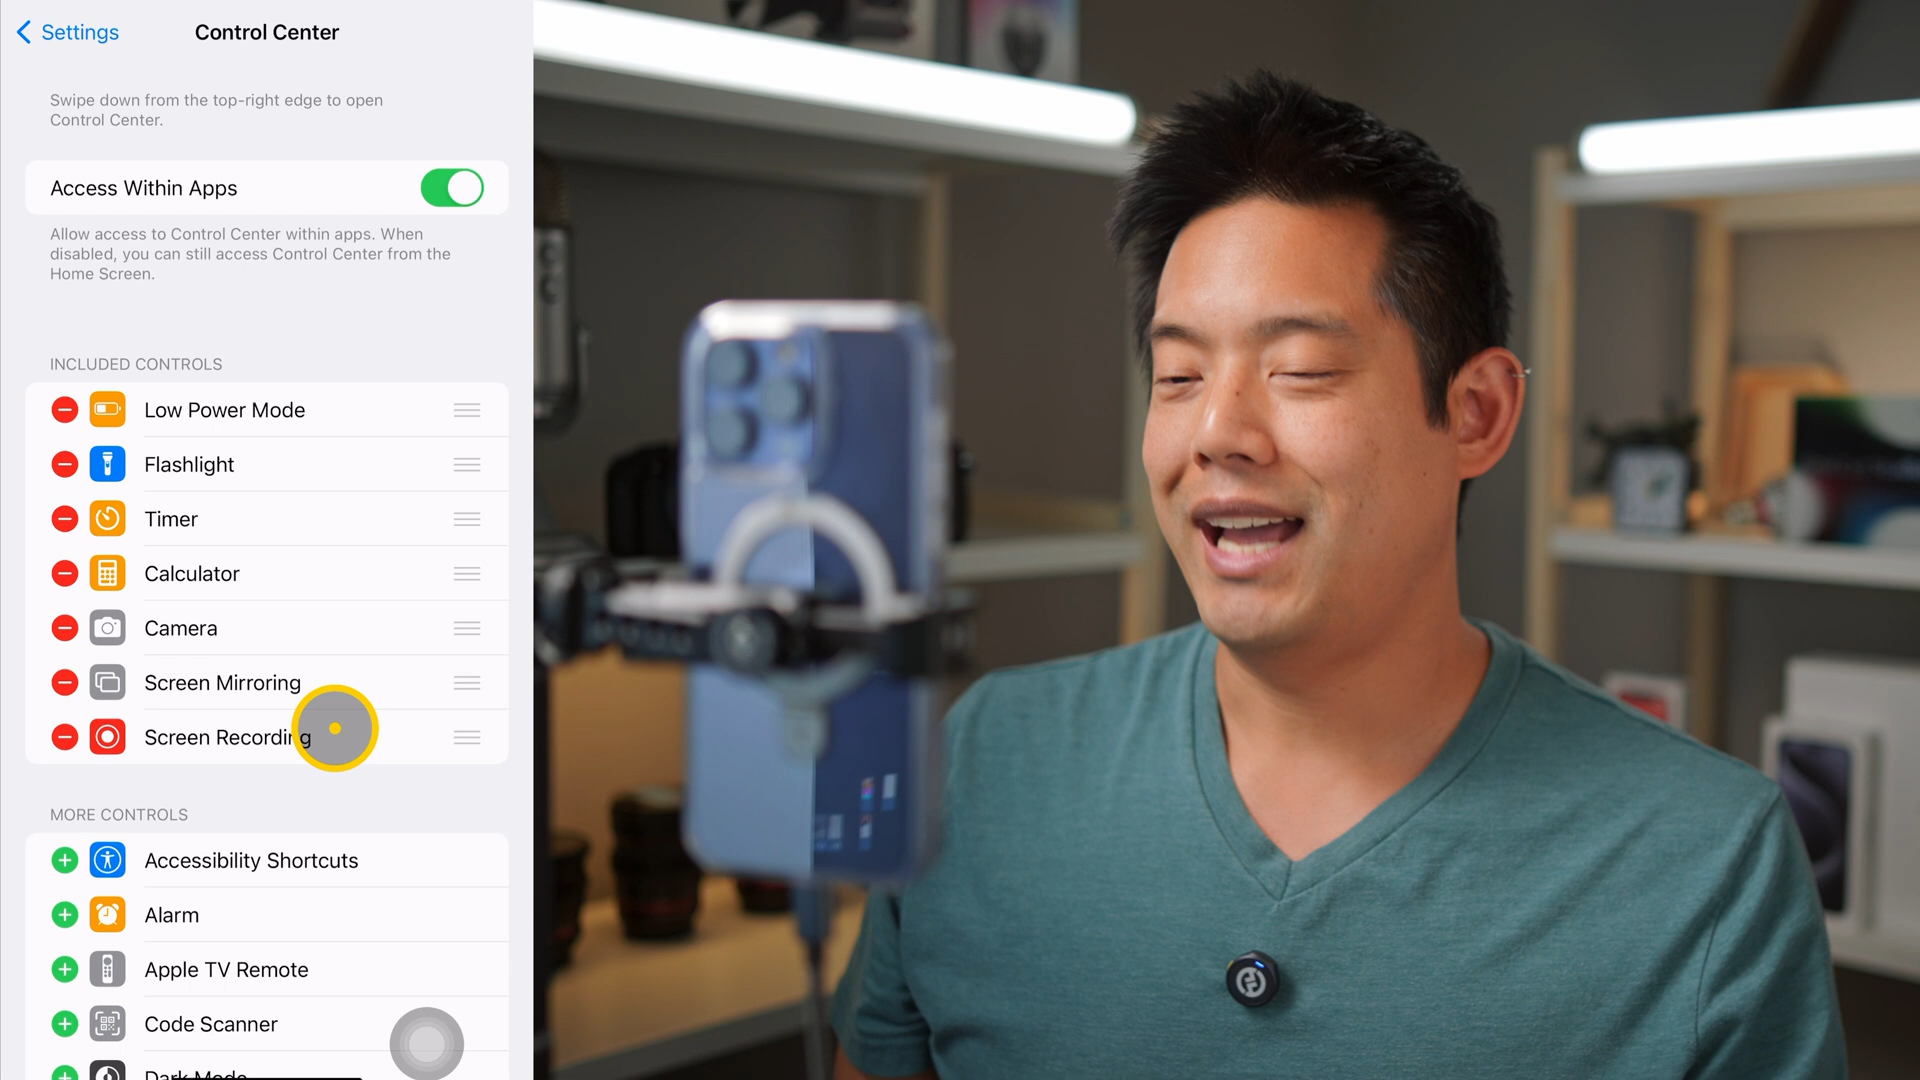 Settings
Control Center
Swipe down from the top-right edge to open
Control Center.
Access Within Apps
Allow access to Control Center within apps. When
disabled, you can still access Control Center from the
Home Screen.
INCLUDED CONTROLS
Low Power Mode
Flashlight
Timer
Calculator
Camera
Screen Mirroring
Screen Recording
MORE CONTROLS
Accessibility Shortcuts
Alarm
Apple TV Remote
Code Scanner
Dark Mode